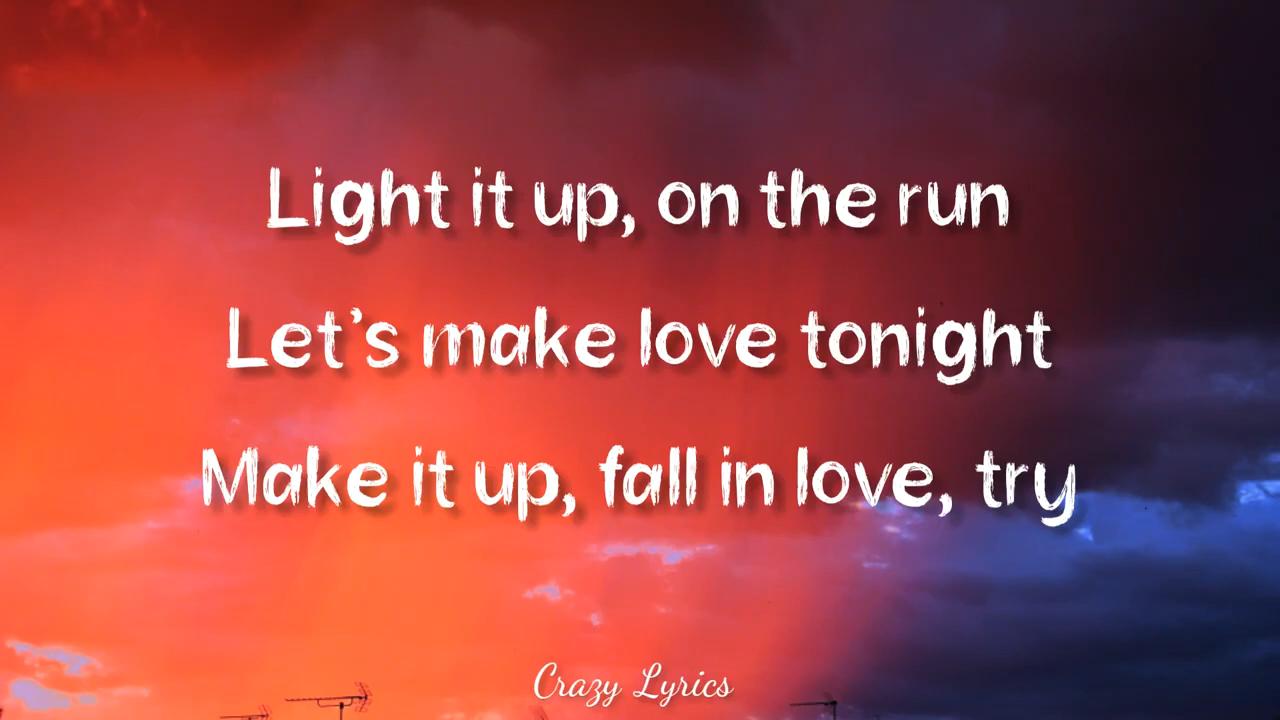 Light it up, on the run
Let’s make love tonight
Make it up, fall in love, try
Crazy Lyrics